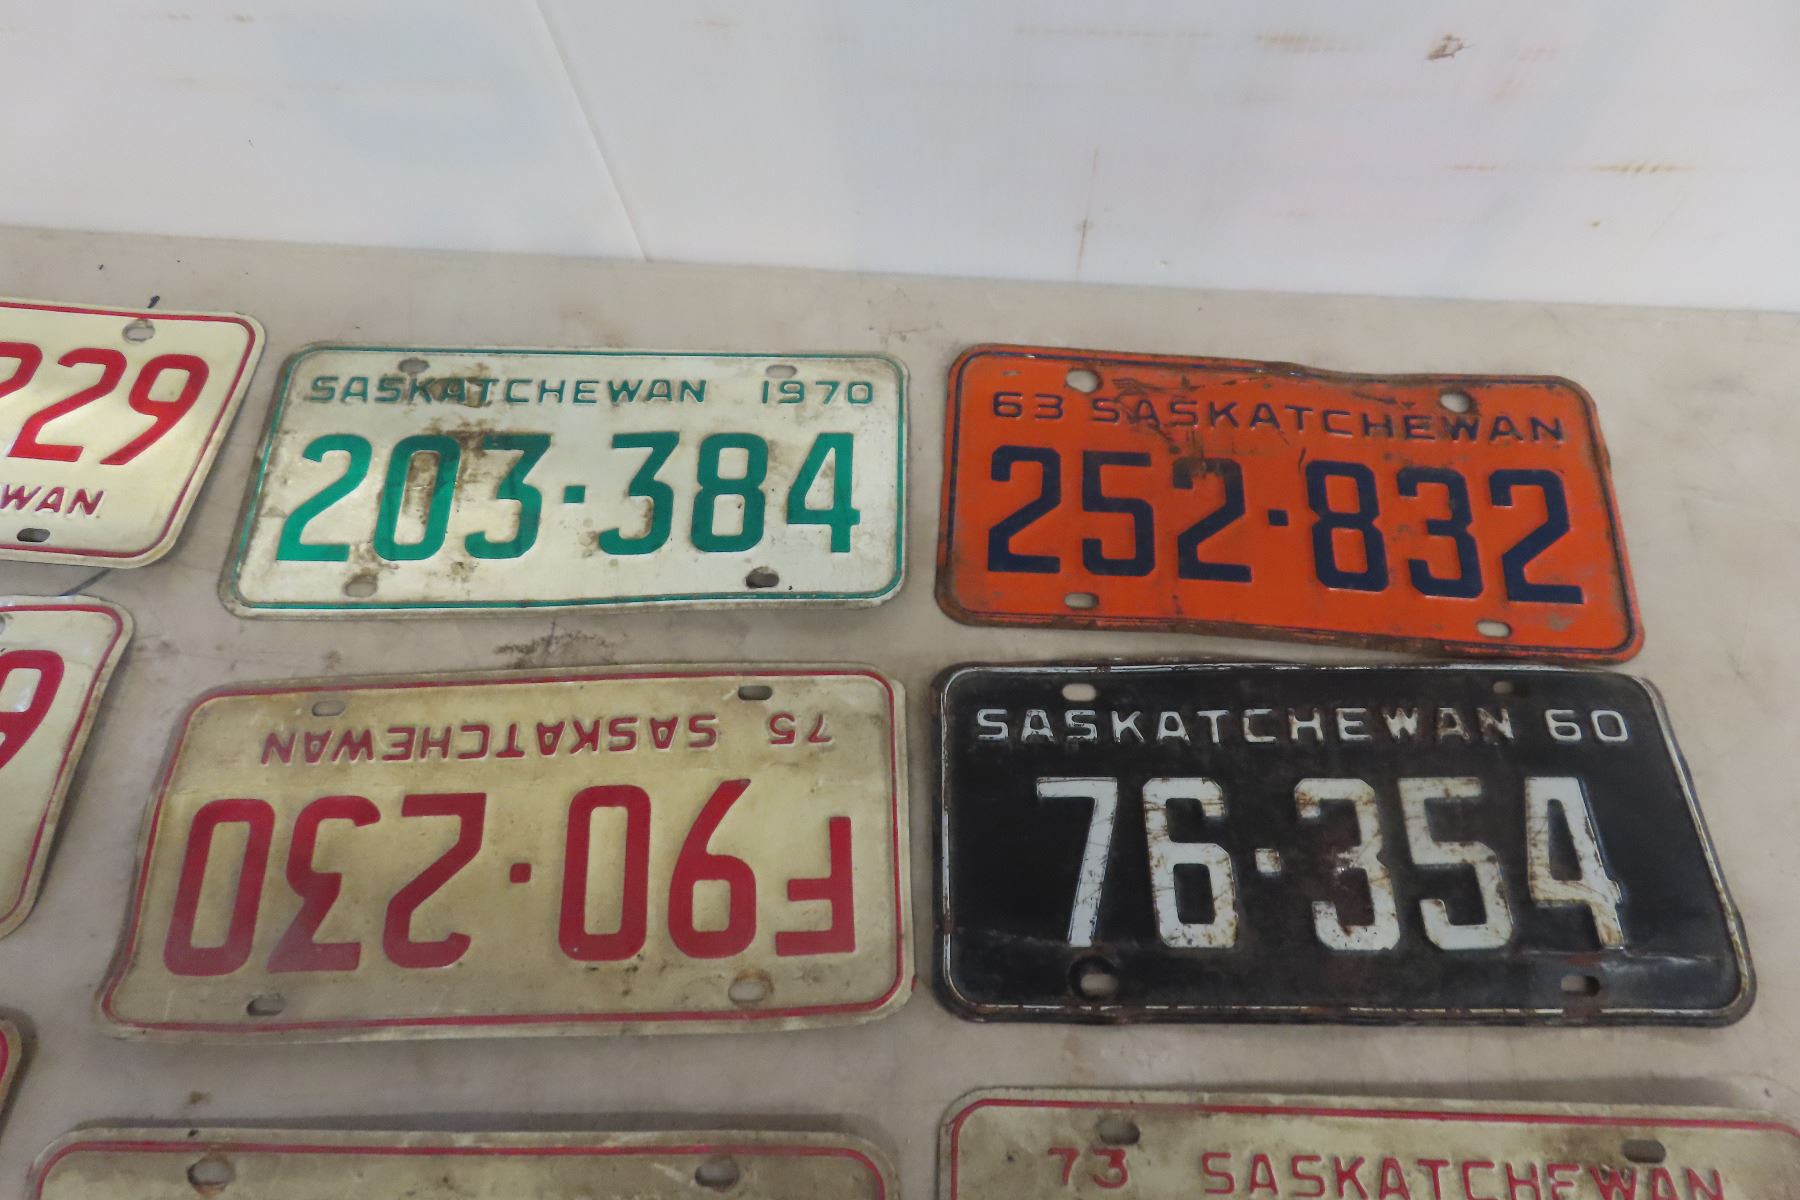 229
WAN
SASKATCHEWAN 1970
203·384
63 SASKATCHEWAN
252·832
F90·230
75 SASKATCHEWAN
SASKATCHEWAN 60
76·354
73 SASKATCHEWAN